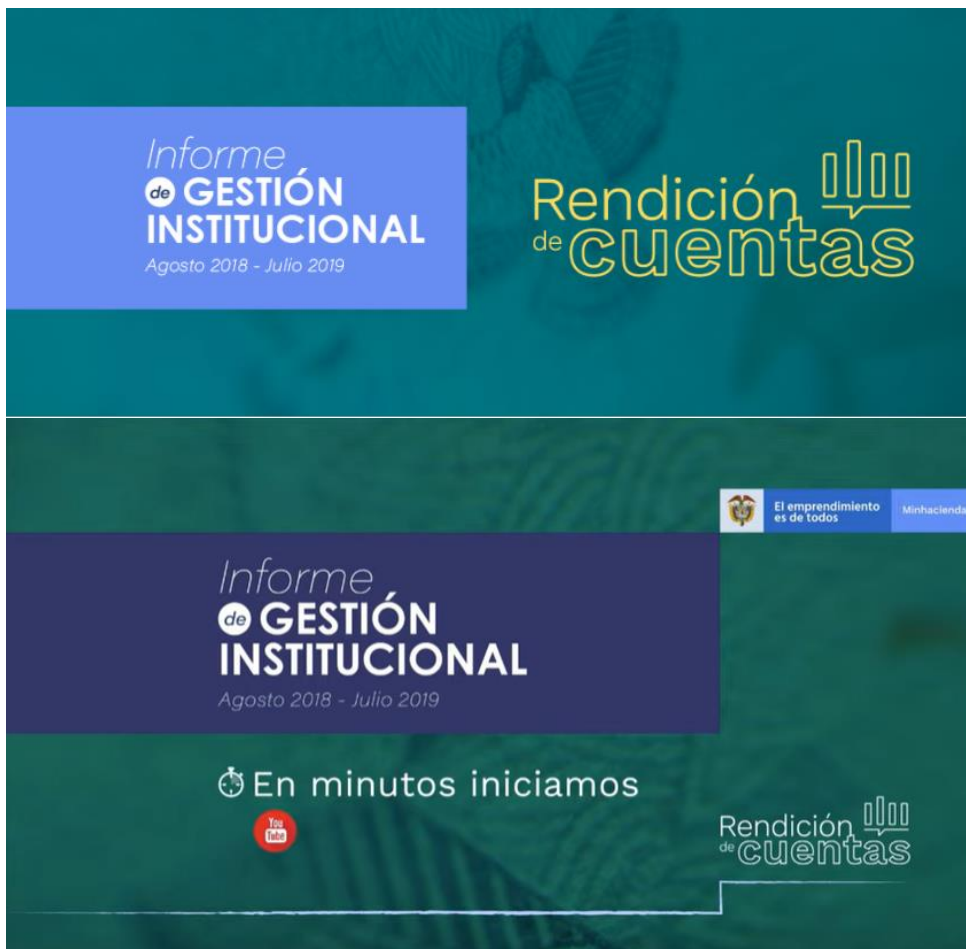 Informe
de GESTIÓN
INSTITUCIONAL
Agosto 2018 - Julio 2019
Rendición
de cuentas
El emprendimiento
es de todos
Minhacienda
Informe
de GESTIÓN
INSTITUCIONAL
Agosto 2018 - Julio 2019
En minutos iniciamos
You
Tube
Rendición
de cuentas